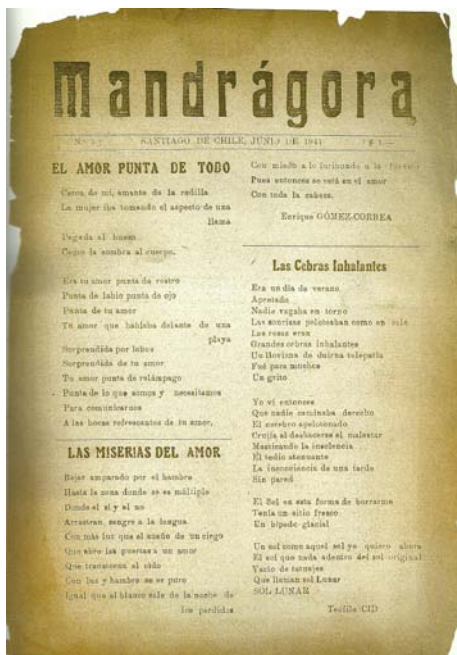 Mandrágora
SANTIAGO DE CHILE, JUNIO DE 1941
EL AMOR PUNTA DE TODO
Cerca de mí, amante de la rodilla
La mujer iba tomando el aspecto de una
llama
Pegada al hueso
Como la sombra al cuerpo.
Era tu amor punta de rostro
Punta de labio punta de ojo
Punta de tu amor
Tu amor que hablaba delante de una
playa
Sorprendida por lobos
Sorprendida de tu amor
Tu amor punta de relámpago
Punta de lo que somos y necesitamos
Para comunicarnos
A las bocas refrescantes de tu amor.
LAS MISERIAS DEL AMOR
Bajar amparado por el hambre
Hasta la zona donde se es múltiple
Donde el sí y el no
Arrastran sangre a la lengua
Con más luz que el sueño de un ciego
Que abre las puertas a un amor
Que transciende al oído
Con luz y hambre se es puro
Igual que el blanco sale de la noche de
los perdidos
Con miedo a lo furibundo a lo
Pues entonces se verá en el amor
Con toda la cabeza.
Enrique GÓMEZ-CORREA
Las Cebras Inhalantes
Era un día de verano
Apretado
Nadie vagaba en torno
Las sonrisas peloteaban como en
Las rosas eran
Grandes cebras inhalantes
Un llovizna de duirna telepatía
Fué para muchos
Un grito
Yo vi entonces
Que nadie caminaba derecho
El cerebro apelotonado
Crujía al deshacerse el malestar
Masticando la insolencia
El tedio atenuante
La inconciencia de una tarde
Sin pared
El Sol en esta forma de borrarme
Tenía un sitio fresco
Un bípedo glacial
Un sol como aquel sol yo quiero ahora
El sol que nada adentro del sol original
Vacío de tatuajes
Que llaman sol Lunar
SOL LUNAR
Teófilo CID